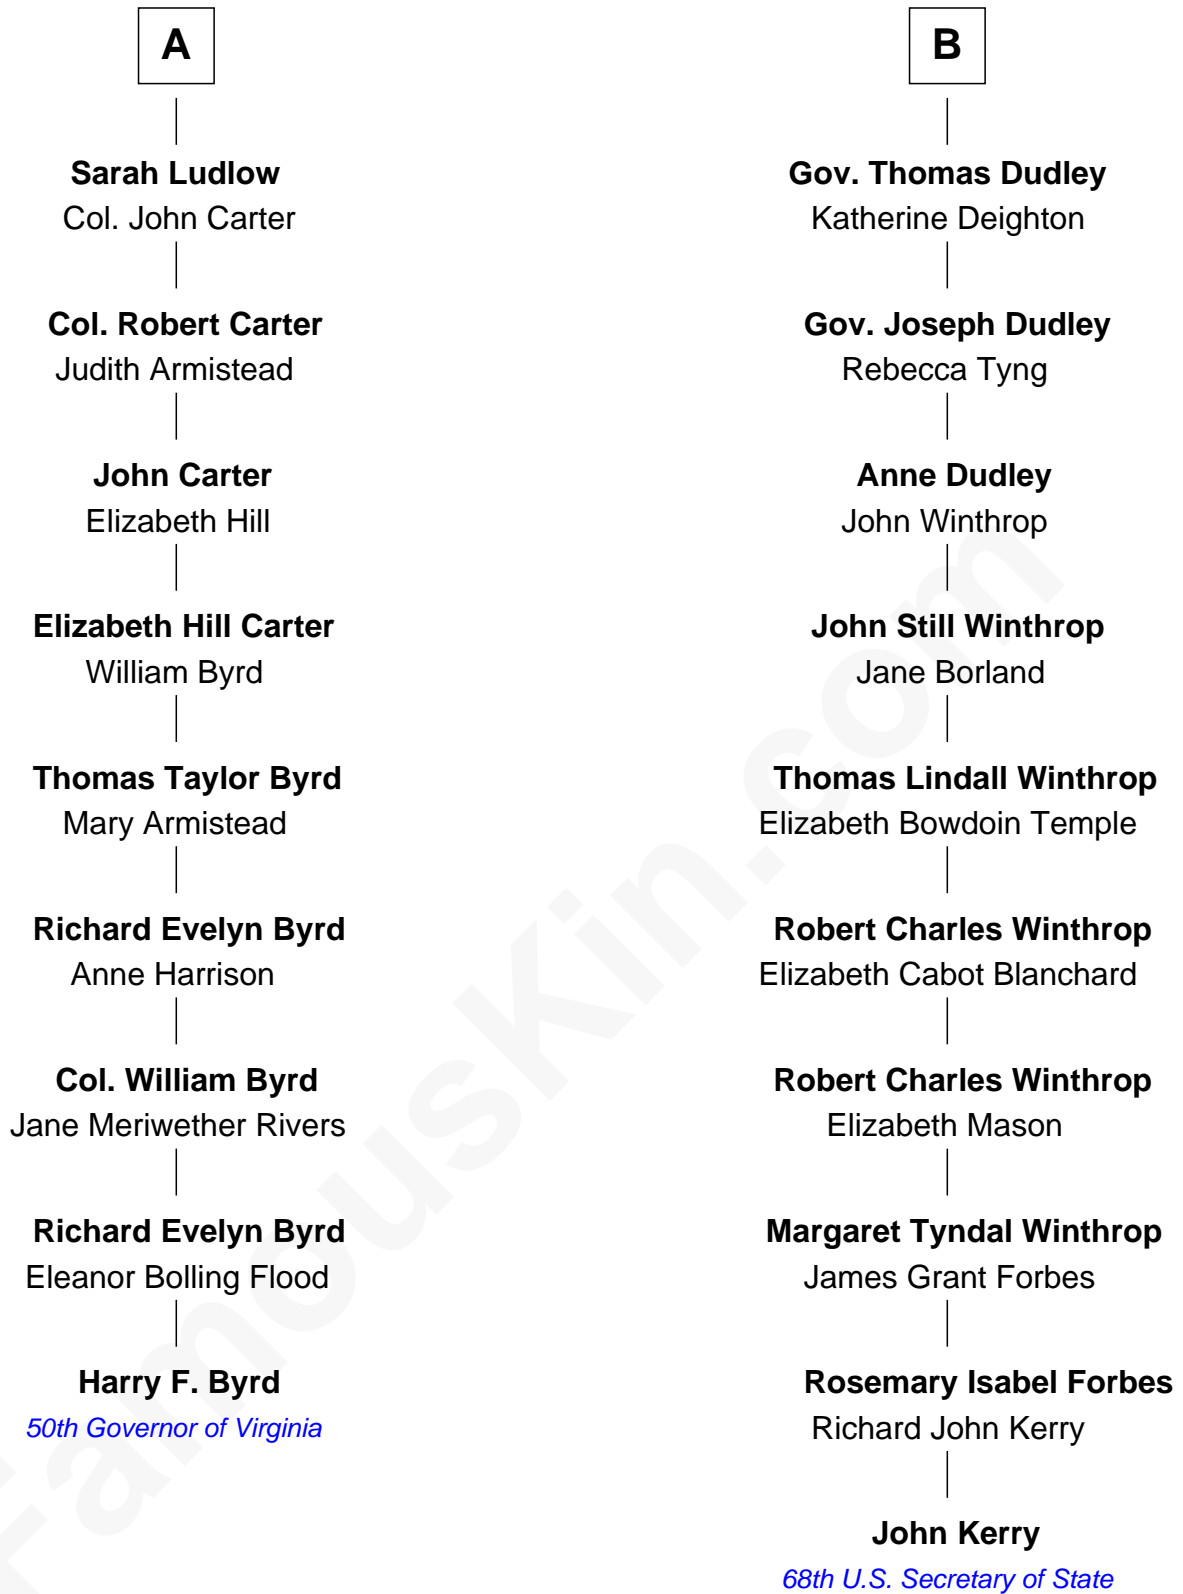 A
Sarah Ludlow
Col. John Carter
Col. Robert Carter
Judith Armistead
John Carter
Elizabeth Hill
Elizabeth Hill Carter
William Byrd
Thomas Taylor Byrd
Mary Armistead
Richard Evelyn Byrd
Anne Harrison
Col. William Byrd
Jane Meriwether Rivers
Richard Evelyn Byrd
Eleanor Bolling Flood
Harry F. Byrd
50th Governor of Virginia
B
Gov. Thomas Dudley
Katherine Deighton
Gov. Joseph Dudley
Rebecca Tyng
Anne Dudley
John Winthrop
John Still Winthrop
Jane Borland
Thomas Lindall Winthrop
Elizabeth Bowdoin Temple
Robert Charles Winthrop
Elizabeth Cabot Blanchard
Robert Charles Winthrop
Elizabeth Mason
Margaret Tyndal Winthrop
James Grant Forbes
Rosemary Isabel Forbes
Richard John Kerry
John Kerry
68th U.S. Secretary of State
FamousKin.com